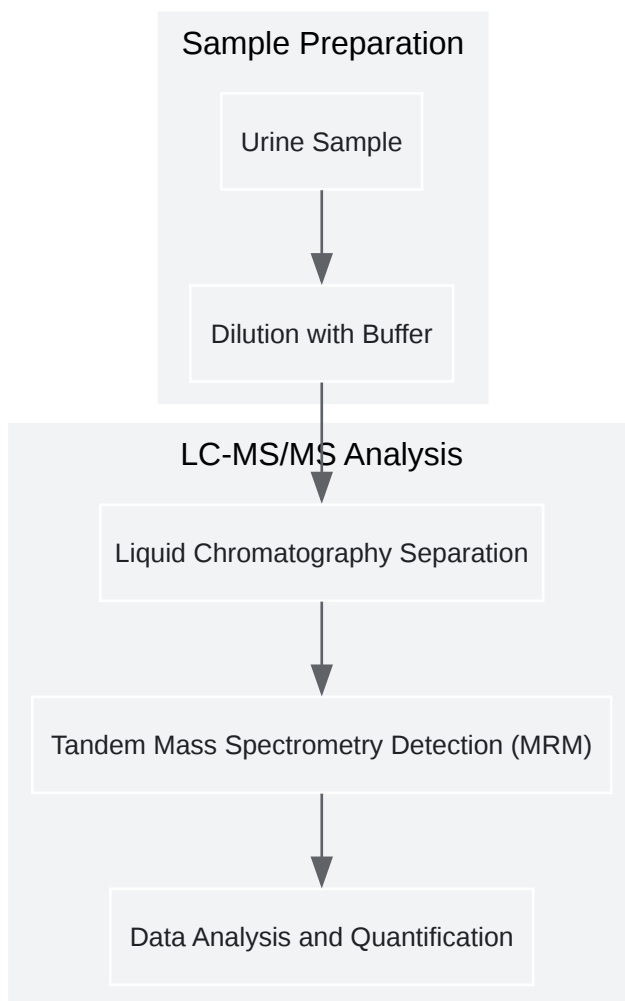 Sample Preparation
Urine Sample
Dilution with Buffer
LC-MS/MS Analysis
Liquid Chromatography Separation
Tandem Mass Spectrometry Detection (MRM)
Data Analysis and Quantification